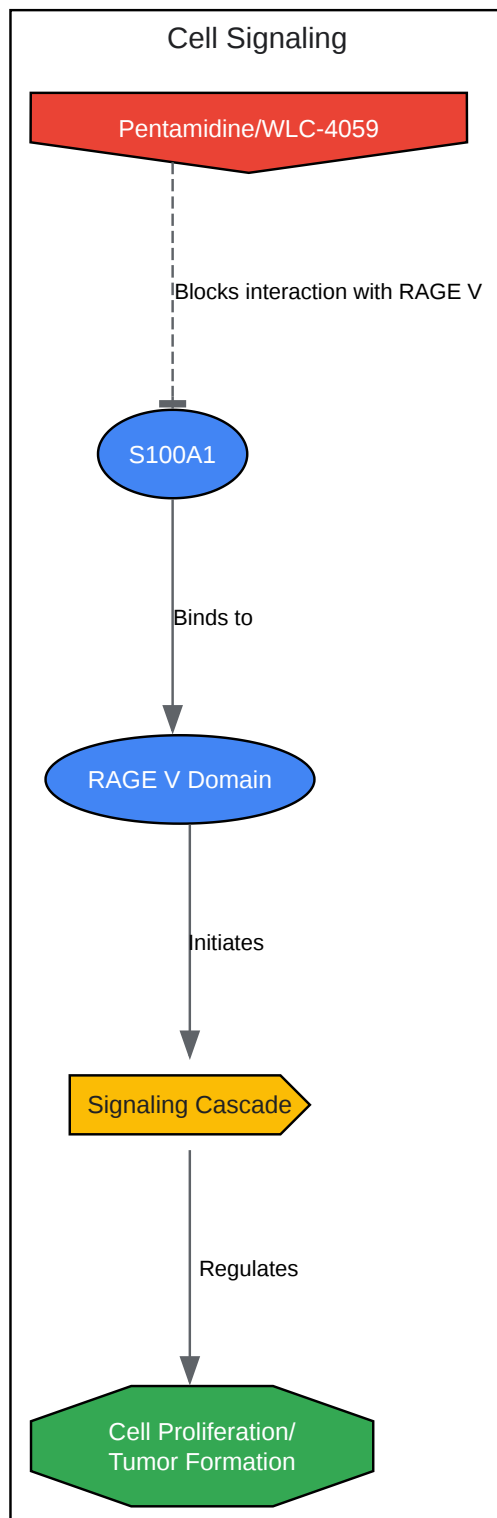 Cell Signaling
Pentamidine/WLC-4059
Blocks interaction with RAGE V
S100A1
Binds to
RAGE V Domain
Initiates
Signaling Cascade
Regulates
Cell Proliferation/
Tumor Formation